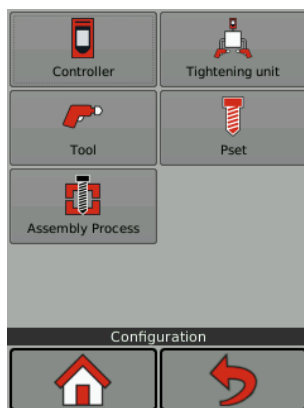 Controller
Tightening unit
Tool
Pset
Assembly Process
Configuration